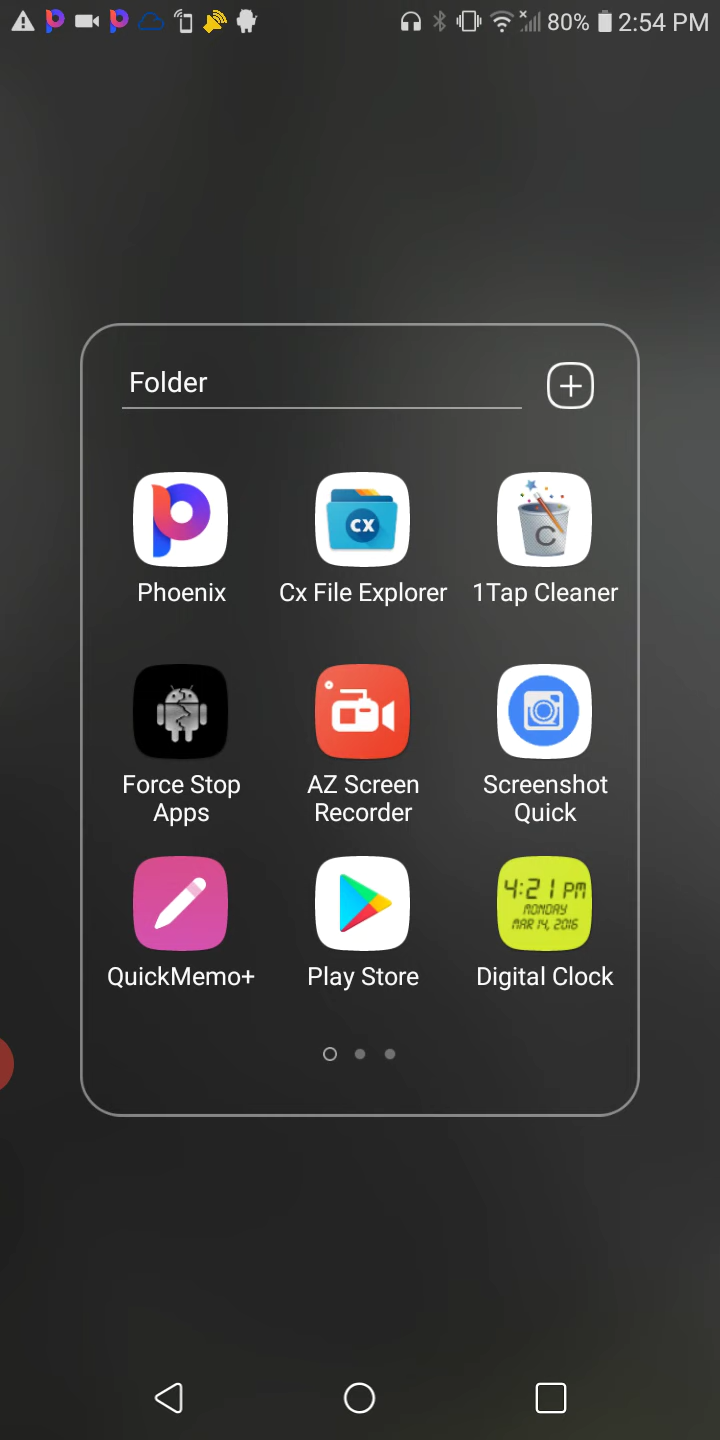 80% 2:54 PM
Folder
Phoenix
CX
Cx File Explorer
C
1Tap Cleaner
Force Stop
Apps
AZ Screen
Recorder
Screenshot
Quick
QuickMemo+
Play Store
4:21 PM
MONDAY
MAR 14, 2016
Digital Clock